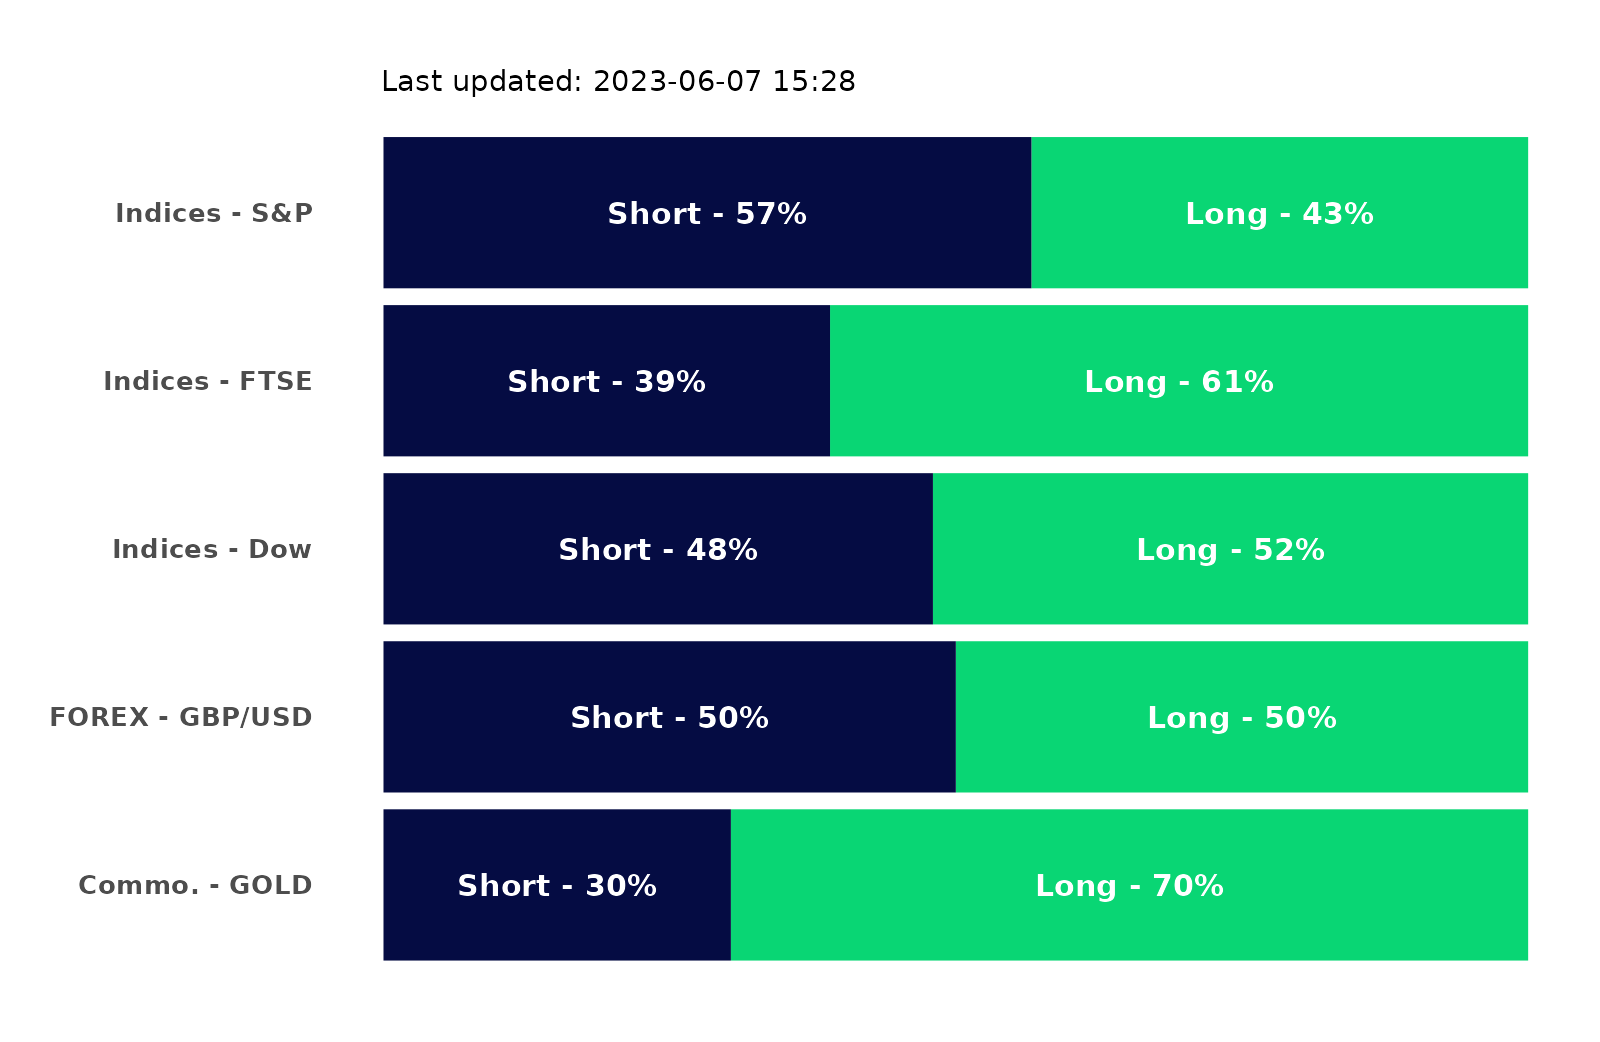 Last updated: 2023-06-07 15:28
Indices - S&P Short - 57% Long - 43%
Indices - FTSE Short - 39% Long - 61%
Indices - Dow Short - 48% Long - 52%
FOREX - GBP/USD Short - 50% Long - 50%
Commo. - GOLD Short - 30% Long - 70%